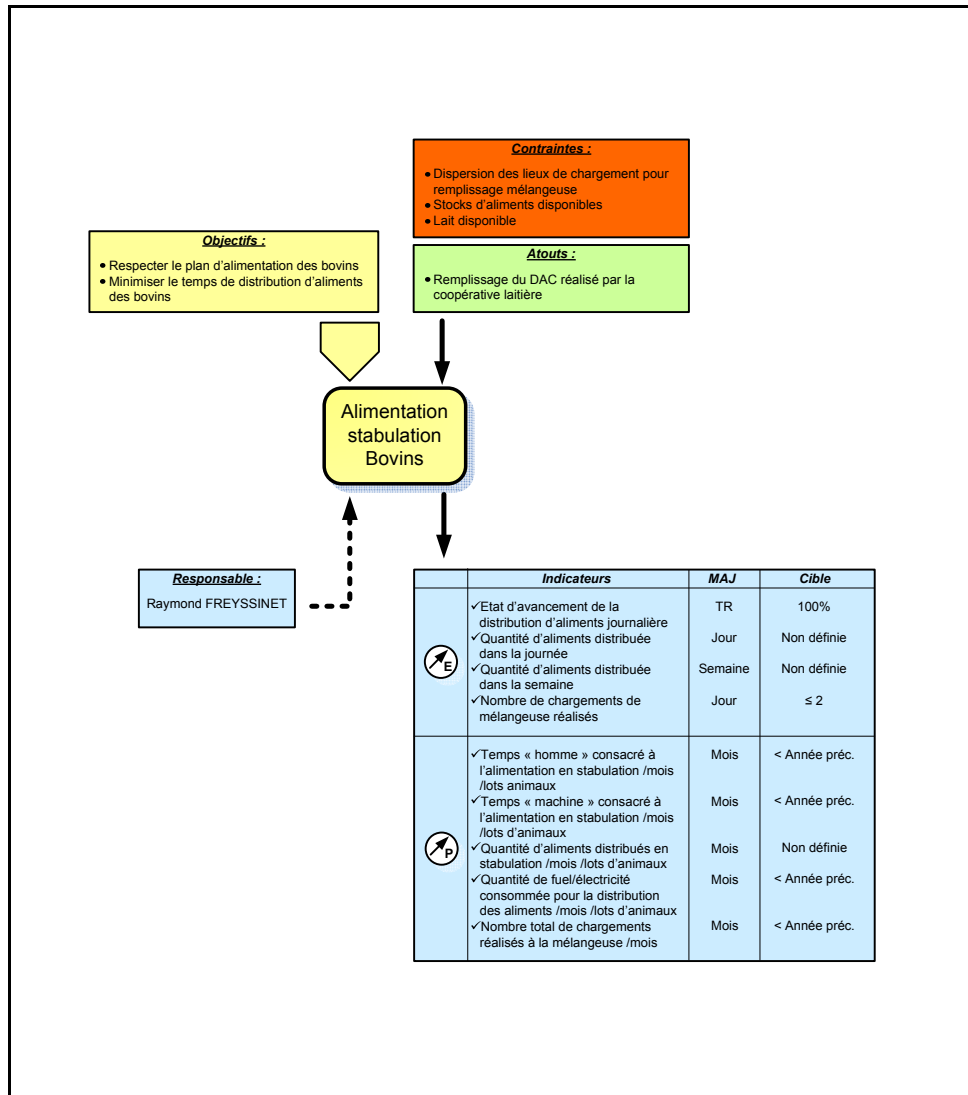 Contraintes :
• Dispersion des lieux de chargement pour
remplissage mélangeuse
• Stocks d'aliments disponibles
• Lait disponible
Objectifs :
• Respecter le plan d'alimentation des bovins
• Minimiser le temps de distribution d'aliments
des bovins
Atouts :
• Remplissage du DAC réalisé par la
coopérative laitière
Alimentation
stabulation
Bovins
Responsable :
Raymond FREYSSINET
Indicateurs MAJ Cible
E
✓Etat d'avancement de la TR 100%
distribution d'aliments journalière
✓Quantité d'aliments distribuée Jour Non définie
dans la journée
✓Quantité d'aliments distribuée Semaine Non définie
dans la semaine
✓Nombre de chargements de Jour ≤ 2
mélangeuse réalisés
P
✓Temps « homme » consacré à Mois < Année préc.
l'alimentation en stabulation /mois
/lots animaux
✓Temps « machine » consacré à Mois < Année préc.
l'alimentation en stabulation /mois
/lots d'animaux
✓Quantité d'aliments distribués en Mois Non définie
stabulation /mois /lots d'animaux
✓Quantité de fuel/électricité Mois < Année préc.
consommée pour la distribution
des aliments /mois /lots d'animaux
✓Nombre total de chargements Mois < Année préc.
réalisés à la mélangeuse /mois